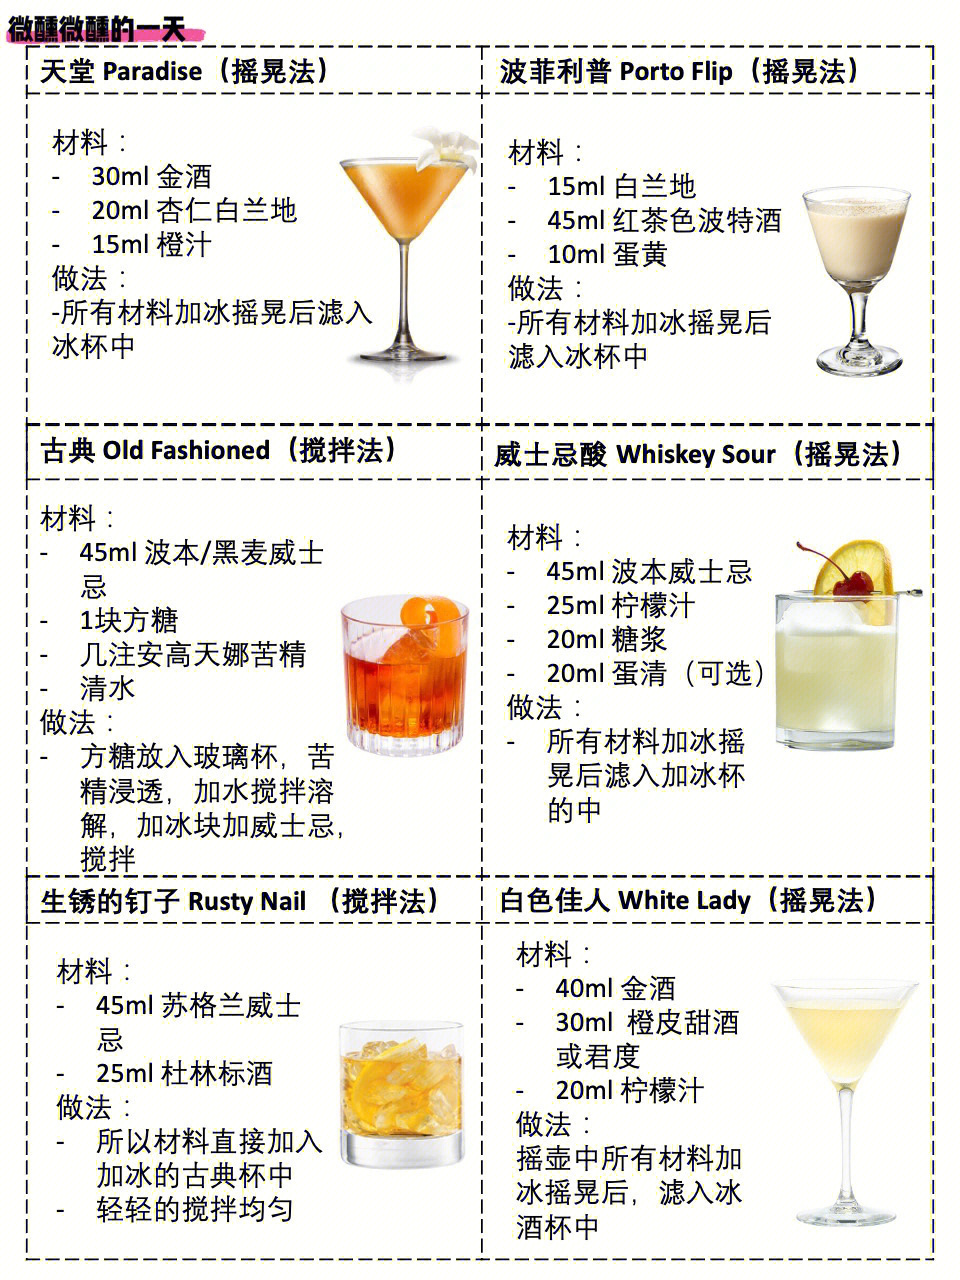 微醺微醺的一天
天堂 Paradise（摇晃法）
材料：
- 30ml 金酒
- 20ml 杏仁白兰地
- 15ml 橙汁
做法：
-所有材料加冰摇晃后滤入
冰杯中
波菲利普 Porto Flip（摇晃法）
材料：
- 15ml 白兰地
- 45ml 红茶色波特酒
- 10ml 蛋黄
做法：
-所有材料加冰摇晃后
滤入冰杯中
古典 Old Fashioned（搅拌法）
材料：
- 45ml 波本/黑麦威士
忌
- 1块方糖
- 几注安高天娜苦精
- 清水
做法：
- 方糖放入玻璃杯，苦
精浸透，加水搅拌溶
解，加冰块加威士忌，
搅拌
威士忌酸 Whiskey Sour（摇晃法）
材料：
- 45ml 波本威士忌
- 25ml 柠檬汁
- 20ml 糖浆
- 20ml 蛋清（可选）
做法：
- 所有材料加冰摇
晃后滤入加冰杯
的中
生锈的钉子 Rusty Nail （搅拌法）
材料：
- 45ml 苏格兰威士
忌
- 25ml 杜林标酒
做法：
- 所以材料直接加入
加冰的古典杯中
- 轻轻的搅拌均匀
白色佳人 White Lady（摇晃法）
材料：
- 40ml 金酒
- 30ml 橙皮甜酒
或君度
- 20ml 柠檬汁
做法：
摇壶中所有材料加
冰摇晃后，滤入冰
酒杯中